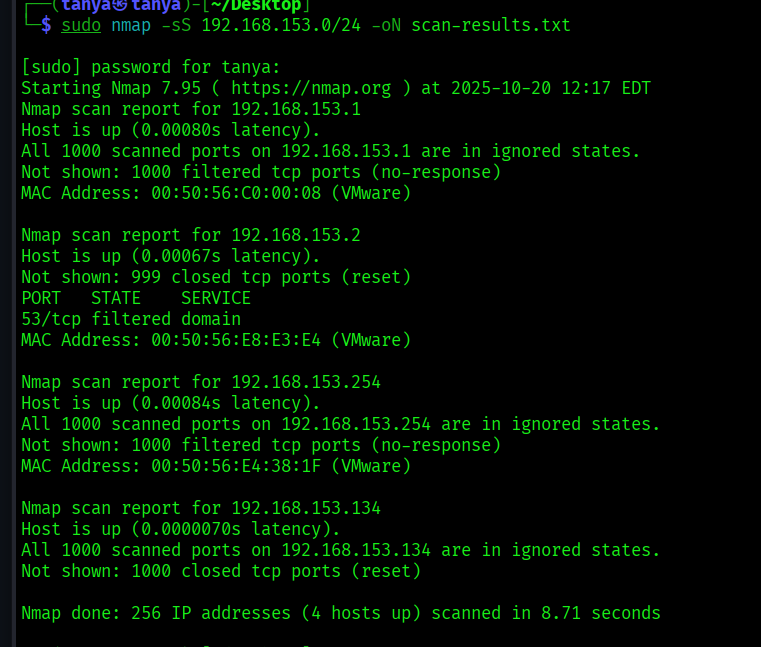 ┌──(tanya㉿tanya)-[~/Desktop]
└─$ sudo nmap -sS 192.168.153.0/24 -oN scan-results.txt
[sudo] password for tanya:
Starting Nmap 7.95 ( https://nmap.org ) at 2025-10-20 12:17 EDT
Nmap scan report for 192.168.153.1
Host is up (0.00080s latency).
All 1000 scanned ports on 192.168.153.1 are in ignored states.
Not shown: 1000 filtered tcp ports (no-response)
MAC Address: 00:50:56:C0:00:08 (VMware)
Nmap scan report for 192.168.153.2
Host is up (0.00067s latency).
Not shown: 999 closed tcp ports (reset)
PORT   STATE    SERVICE
53/tcp filtered domain
MAC Address: 00:50:56:E8:E3:E4 (VMware)
Nmap scan report for 192.168.153.254
Host is up (0.00084s latency).
All 1000 scanned ports on 192.168.153.254 are in ignored states.
Not shown: 1000 filtered tcp ports (no-response)
MAC Address: 00:50:56:E4:38:1F (VMware)
Nmap scan report for 192.168.153.134
Host is up (0.0000070s latency).
All 1000 scanned ports on 192.168.153.134 are in ignored states.
Not shown: 1000 closed tcp ports (reset)
Nmap done: 256 IP addresses (4 hosts up) scanned in 8.71 seconds